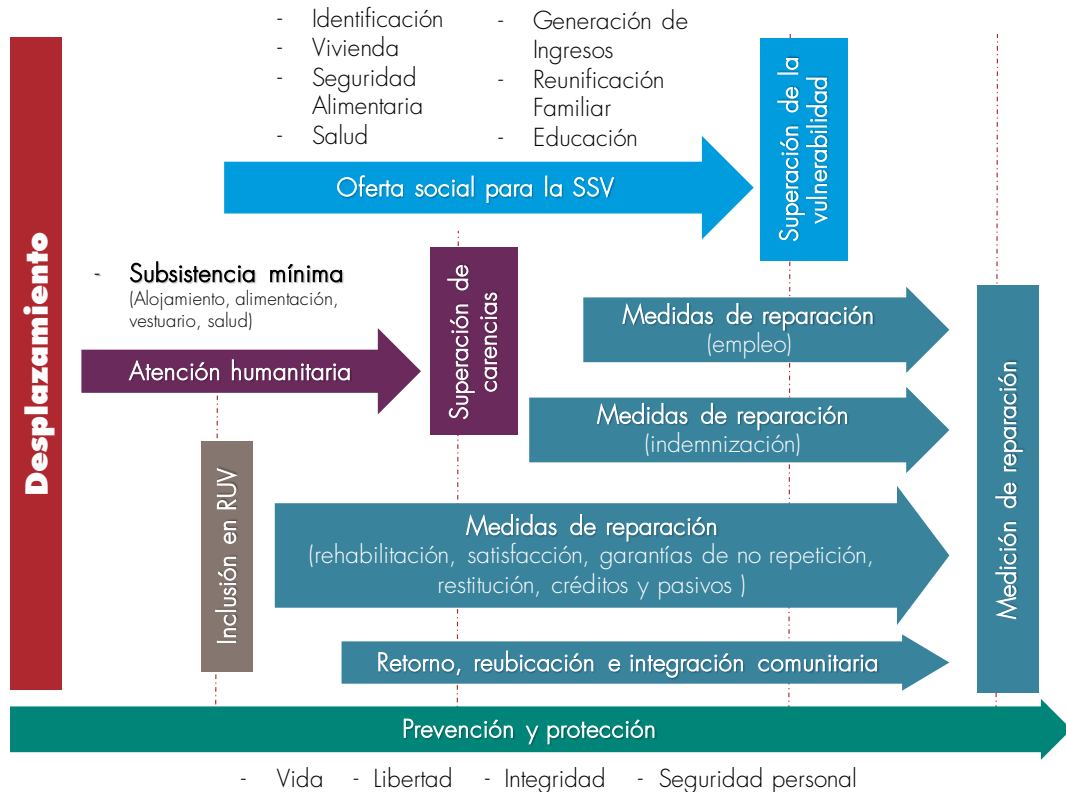 - Identificación
- Vivienda
- Seguridad
Alimentaria
- Salud
- Generación de
Ingresos
- Reunificación
Familiar
- Educación
Oferta social para la SSV
Superación de la
vulnerabilidad
Desplazamiento
- Subsistencia mínima
(Alojamiento, alimentación,
vestuario, salud)
Atención humanitaria
Superación de
carencias
Inclusión en RUV
Medidas de reparación
(empleo)
Medidas de reparación
(indemnización)
Medidas de reparación
(rehabilitación, satisfacción, garantías de no repetición,
restitución, créditos y pasivos )
Retorno, reubicación e integración comunitaria
Medición de reparación
Prevención y protección
- Vida - Libertad - Integridad - Seguridad personal